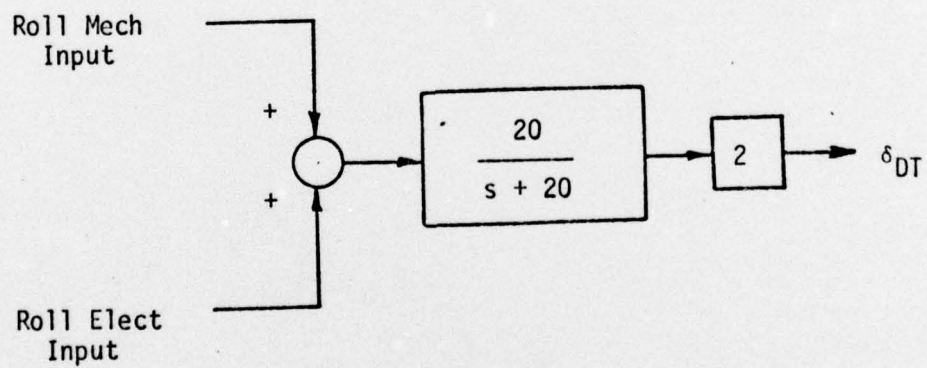 Roll Mech
Input
+
+
20
s + 20
2
δDT
Roll Elect
Input